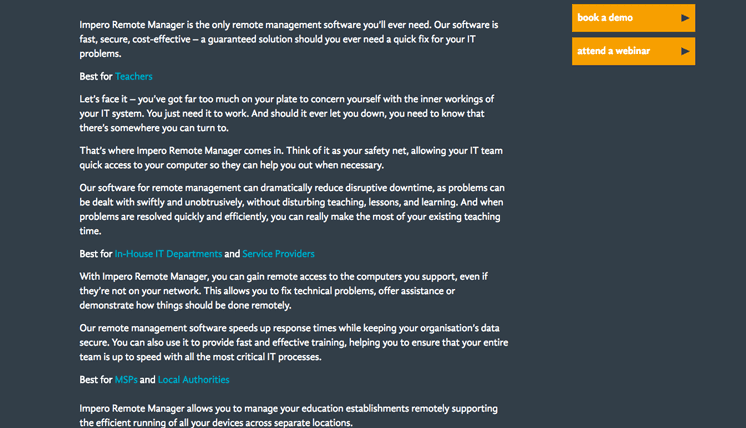 Impero Remote Manager is the only remote management software you'll ever need. Our software is
fast, secure, cost-effective – a guaranteed solution should you ever need a quick fix for your IT
problems.
Best for Teachers
Let's face it – you've got far too much on your plate to concern yourself with the inner workings of
your IT system. You just need it to work. And should it ever let you down, you need to know that
there's somewhere you can turn to.
That's where Impero Remote Manager comes in. Think of it as your safety net, allowing your IT team
quick access to your computer so they can help you out when necessary.
Our software for remote management can dramatically reduce disruptive downtime, as problems can
be dealt with swiftly and unobtrusively, without disturbing teaching, lessons, and learning. And when
problems are resolved quickly and efficiently, you can really make the most of your existing teaching
time.
Best for In-House IT Departments and Service Providers
With Impero Remote Manager, you can gain remote access to the computers you support, even if
they're not on your network. This allows you to fix technical problems, offer assistance or
demonstrate how things should be done remotely.
Our remote management software speeds up response times while keeping your organisation's data
secure. You can also use it to provide fast and effective training, helping you to ensure that your entire
team is up to speed with all the most critical IT processes.
Best for MSPs and Local Authorities
Impero Remote Manager allows you to manage your education establishments remotely supporting
the efficient running of all your devices across separate locations.
book a demo
attend a webinar